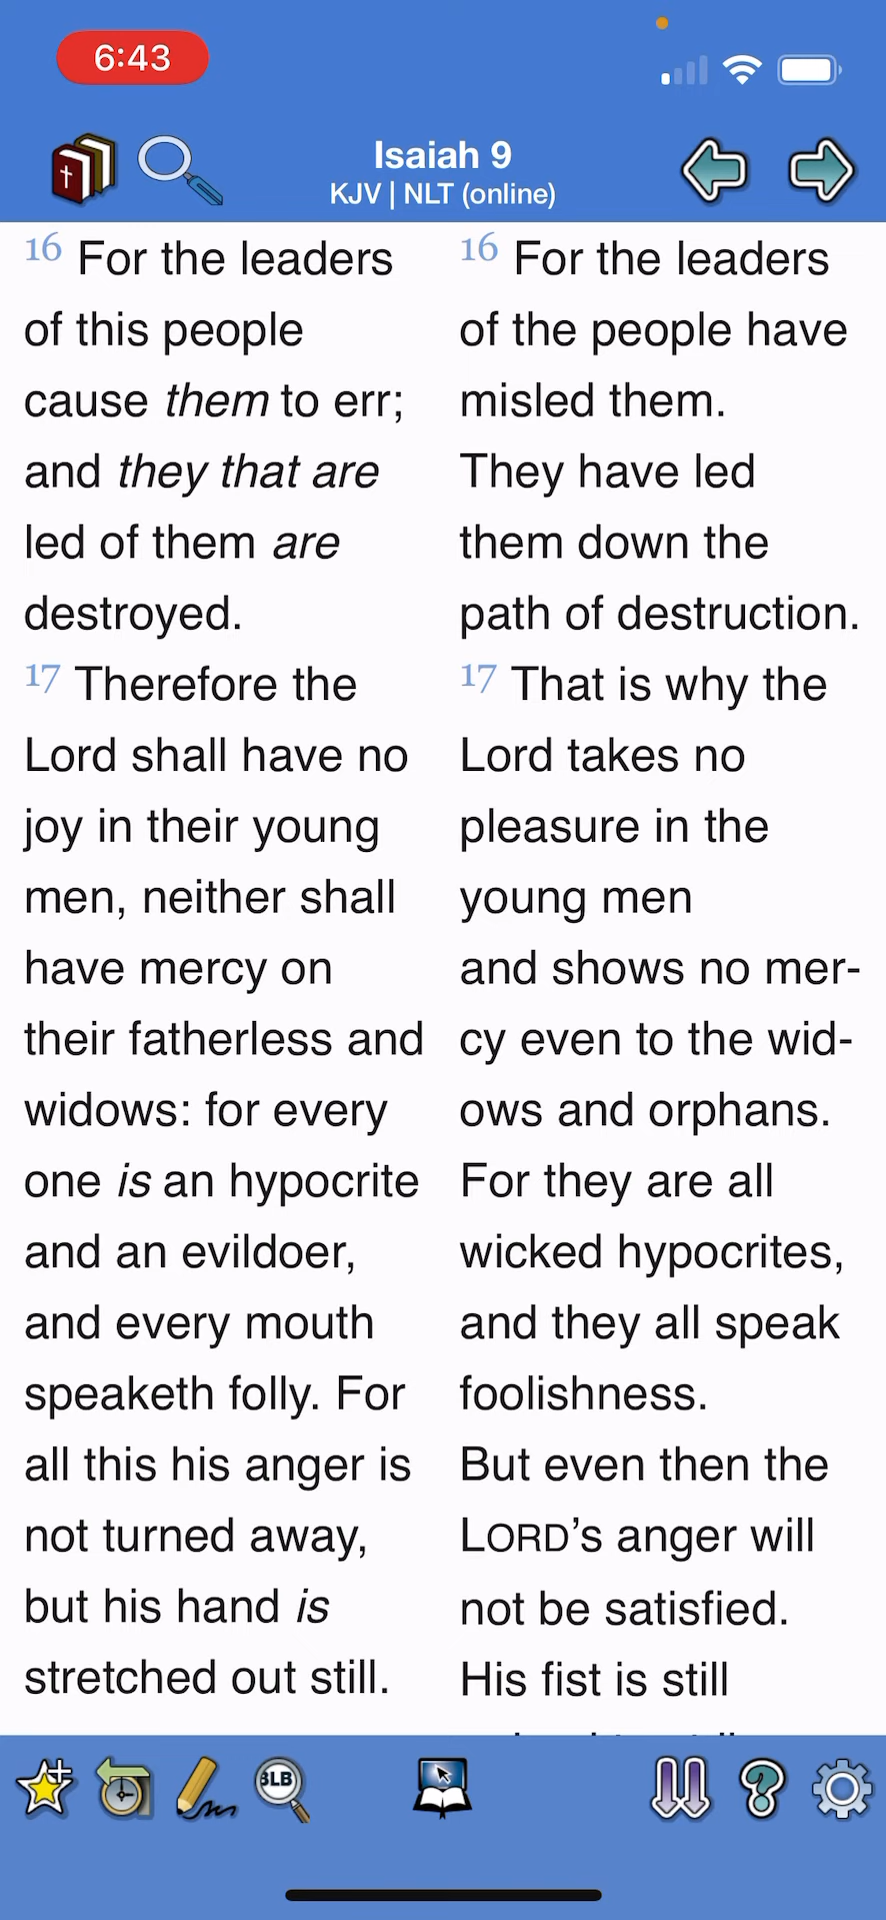 6:43
Isaiah 9
KJV | NLT (online)
16 For the leaders
of this people
cause them to err;
and they that are
led of them are
destroyed.
17 Therefore the
Lord shall have no
joy in their young
men, neither shall
have mercy on
their fatherless and
widows: for every
one is an hypocrite
and an evildoer,
and every mouth
speaketh folly. For
all this his anger is
not turned away,
but his hand is
stretched out still.
16 For the leaders
of the people have
misled them.
They have led
them down the
path of destruction.
17 That is why the
Lord takes no
pleasure in the
young men
and shows no mer-
cy even to the wid-
ows and orphans.
For they are all
wicked hypocrites,
and they all speak
foolishness.
But even then the
LORD’s anger will
not be satisfied.
His fist is still
BLB